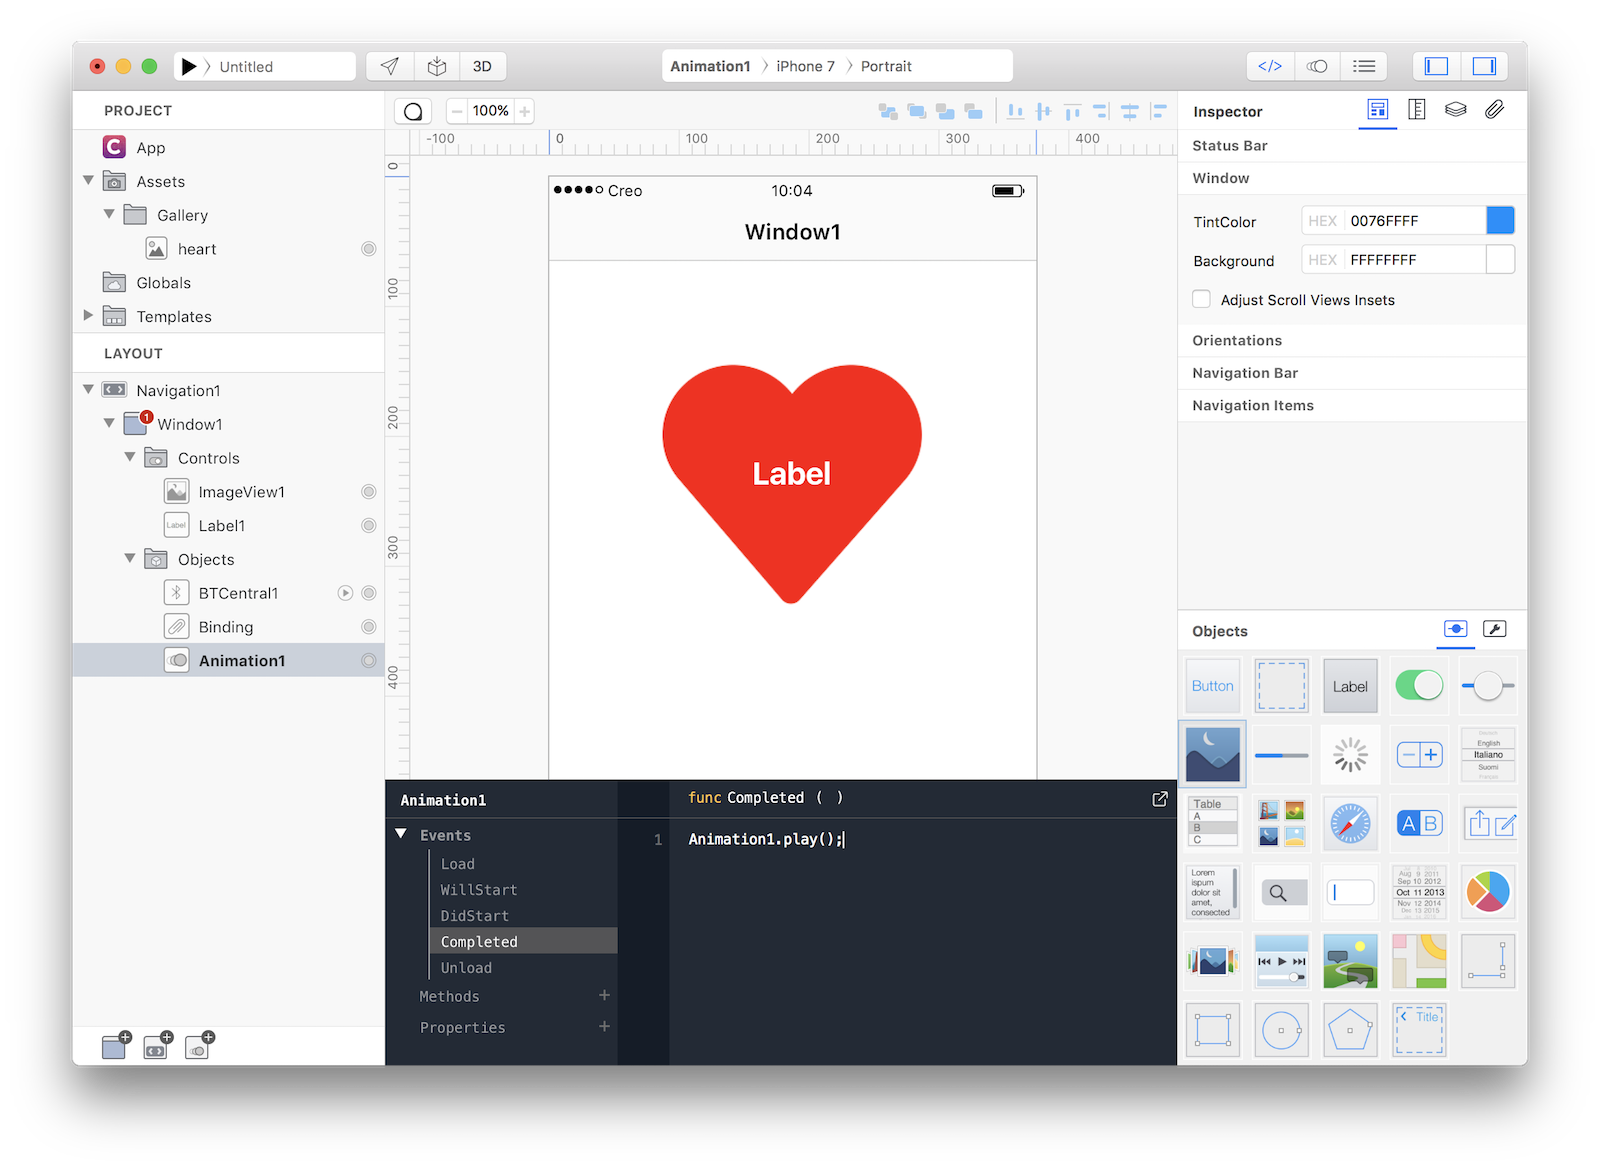 Untitled
3D
Animation1 iPhone 7 Portrait
PROJECT
App
Assets
Gallery
heart
Globals
Templates
LAYOUT
Navigation1
1
Window1
Controls
ImageView1
Label
Label1
Objects
BTCentral1
Binding
Animation1
100%
-100 0 100 200 300 400
0
100
200
300
400
Creo 10:04
Window1
Label
Animation1
Events
Load
WillStart
DidStart
Completed
Unload
Methods
Properties
func Completed ( )
1 Animation1.play();
Inspector
Status Bar
Window
TintColor HEX 0076FFFF
Background HEX FFFFFFFF
Adjust Scroll Views Insets
Orientations
Navigation Bar
Navigation Items
Objects
Button
Label
Deutsch
English
Italiano
Suomi
Français
Table
A
B
C
A B
Lorem
ispum
dolor sit
amet,
consected
Aug 9 2011
Sep 10 2012
Oct 11 2013
Nov 12 2014
Dec 13 2015
Title